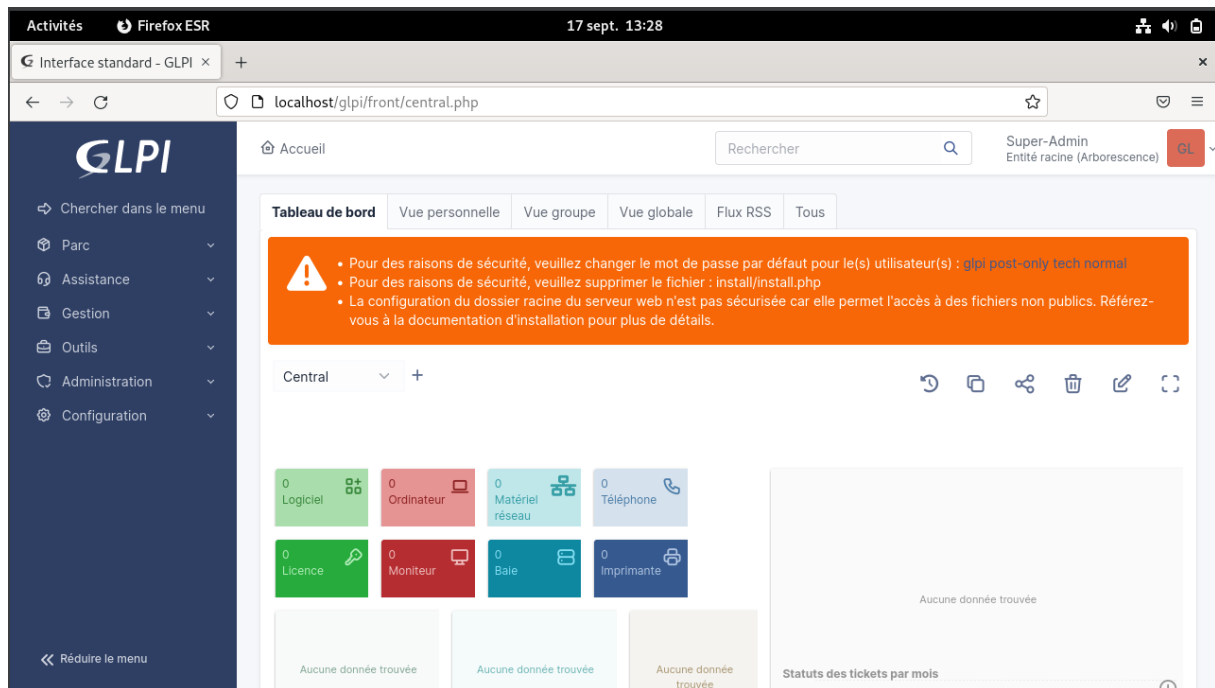 Activités
Firefox ESR
17 sept. 13:28
Interface standard - GLPI
localhost/glpi/front/central.php
GLPI
Accueil
Rechercher
Super-Admin
Entité racine (Arborescence)
GL
Chercher dans le menu
Parc
Assistance
Gestion
Outils
Administration
Configuration
Réduire le menu
Tableau de bord
Vue personnelle
Vue groupe
Vue globale
Flux RSS
Tous
• Pour des raisons de sécurité, veuillez changer le mot de passe par défaut pour le(s) utilisateur(s) : glpi post-only tech normal
• Pour des raisons de sécurité, veuillez supprimer le fichier : install/install.php
• La configuration du dossier racine du serveur web n'est pas sécurisée car elle permet l'accès à des fichiers non publics. Référez-
vous à la documentation d'installation pour plus de détails.
Central
0
Logiciel
0
Ordinateur
0
Matériel
réseau
0
Téléphone
0
Licence
0
Moniteur
0
Baie
0
Imprimante
Aucune donnée trouvée
Aucune donnée trouvée
Aucune donnée
trouvée
Aucune donnée trouvée
Statuts des tickets par mois